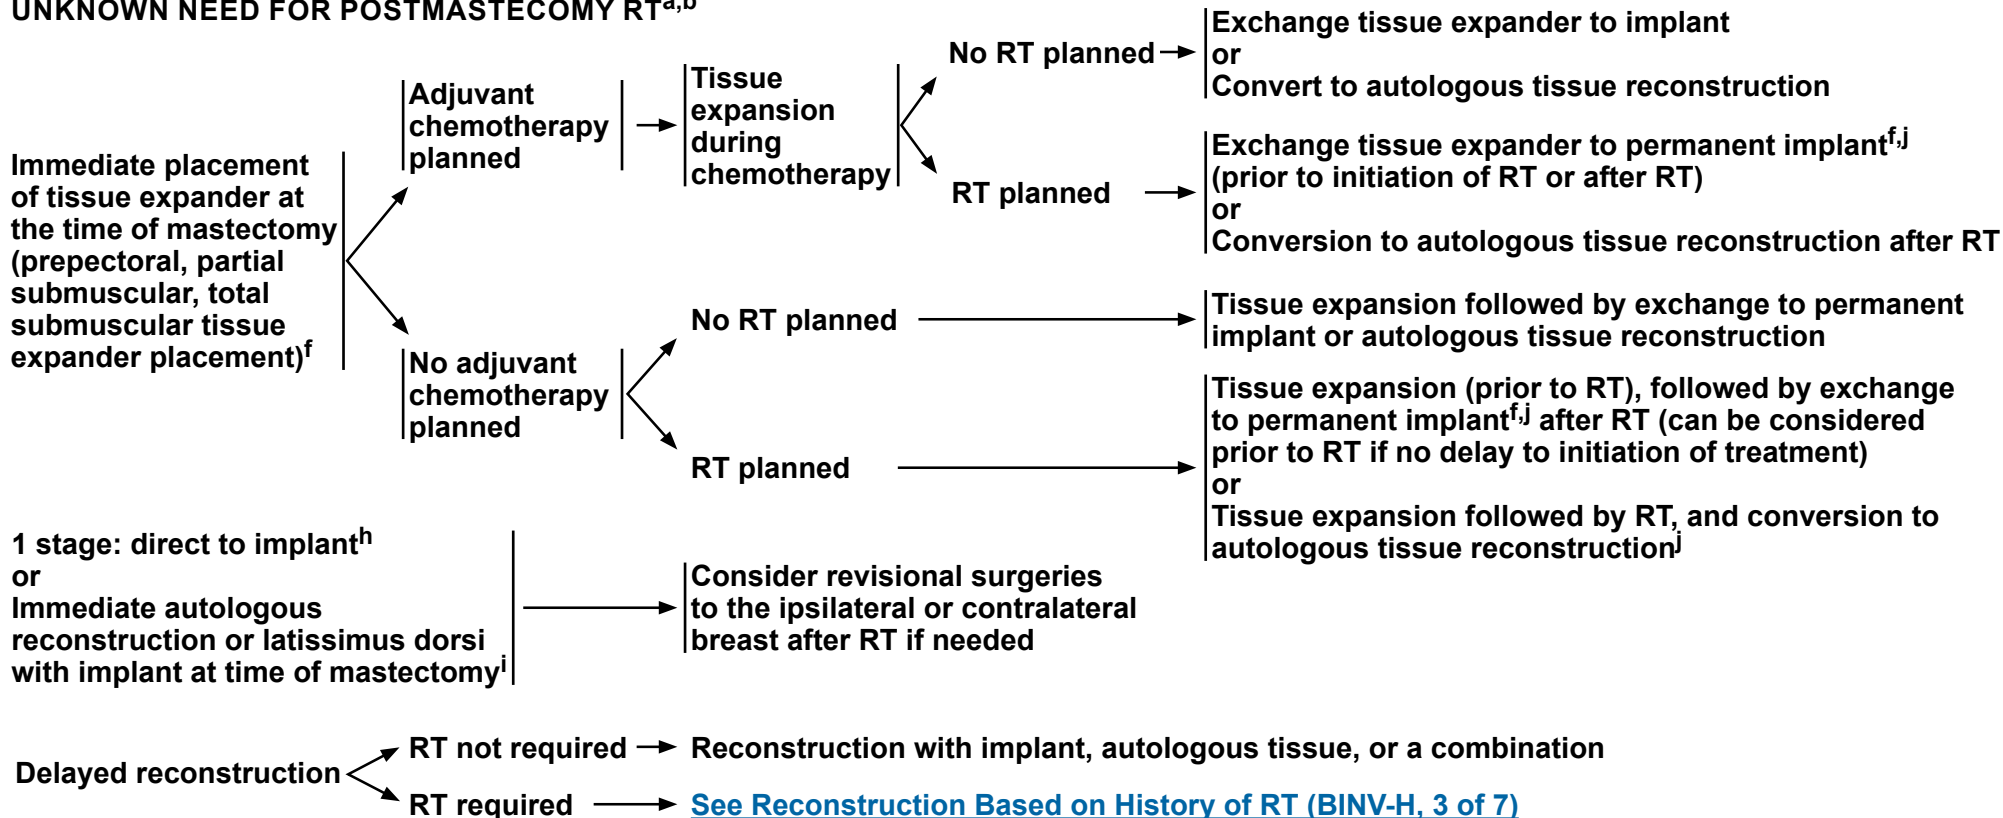 UNKNOWN NEED FOR POSTMASTECOMY RTa,b
Immediate placement
of tissue expander at
the time of mastectomy
(prepectoral, partial
submuscular, total
submuscular tissue
expander placement)f
Adjuvant
chemotherapy
planned
Tissue
expansion
during
chemotherapy
No RT planned
Exchange tissue expander to implant
or
Convert to autologous tissue reconstruction
RT planned
Exchange tissue expander to permanent implantf,j
(prior to initiation of RT or after RT)
or
Conversion to autologous tissue reconstruction after RT
No adjuvant
chemotherapy
planned
No RT planned
Tissue expansion followed by exchange to permanent
implant or autologous tissue reconstruction
RT planned
Tissue expansion (prior to RT), followed by exchange
to permanent implantf,j after RT (can be considered
prior to RT if no delay to initiation of treatment)
or
Tissue expansion followed by RT, and conversion to
autologous tissue reconstructionj
1 stage: direct to implanth
or
Immediate autologous
reconstruction or latissimus dorsi
with implant at time of mastectomyi
Consider revisional surgeries
to the ipsilateral or contralateral
breast after RT if needed
Delayed reconstruction
RT not required
Reconstruction with implant, autologous tissue, or a combination
RT required
See Reconstruction Based on History of RT (BINV-H, 3 of 7)